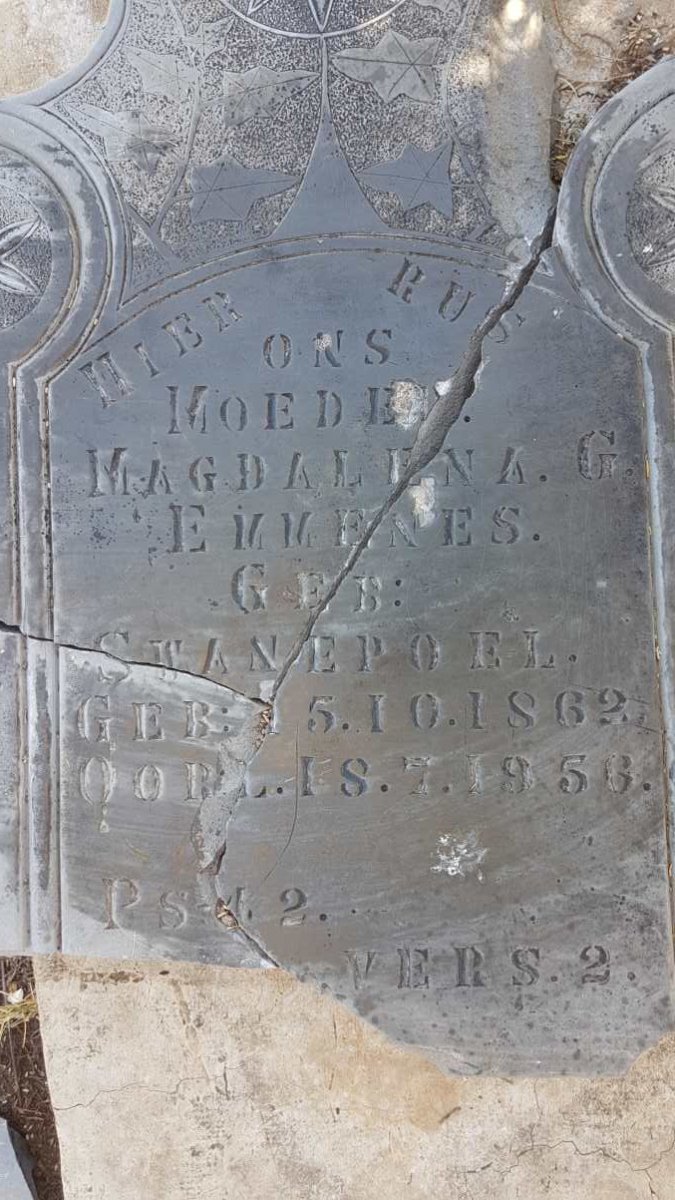 HIER RUS
ONS
MOEDER.
MAGDALENA. G.
EMMENES.
GEB:
SWANEPOEL.
GEB: 15.10.1862.
OORL. 18.7.1956.
PS 42.
VERS. 2.